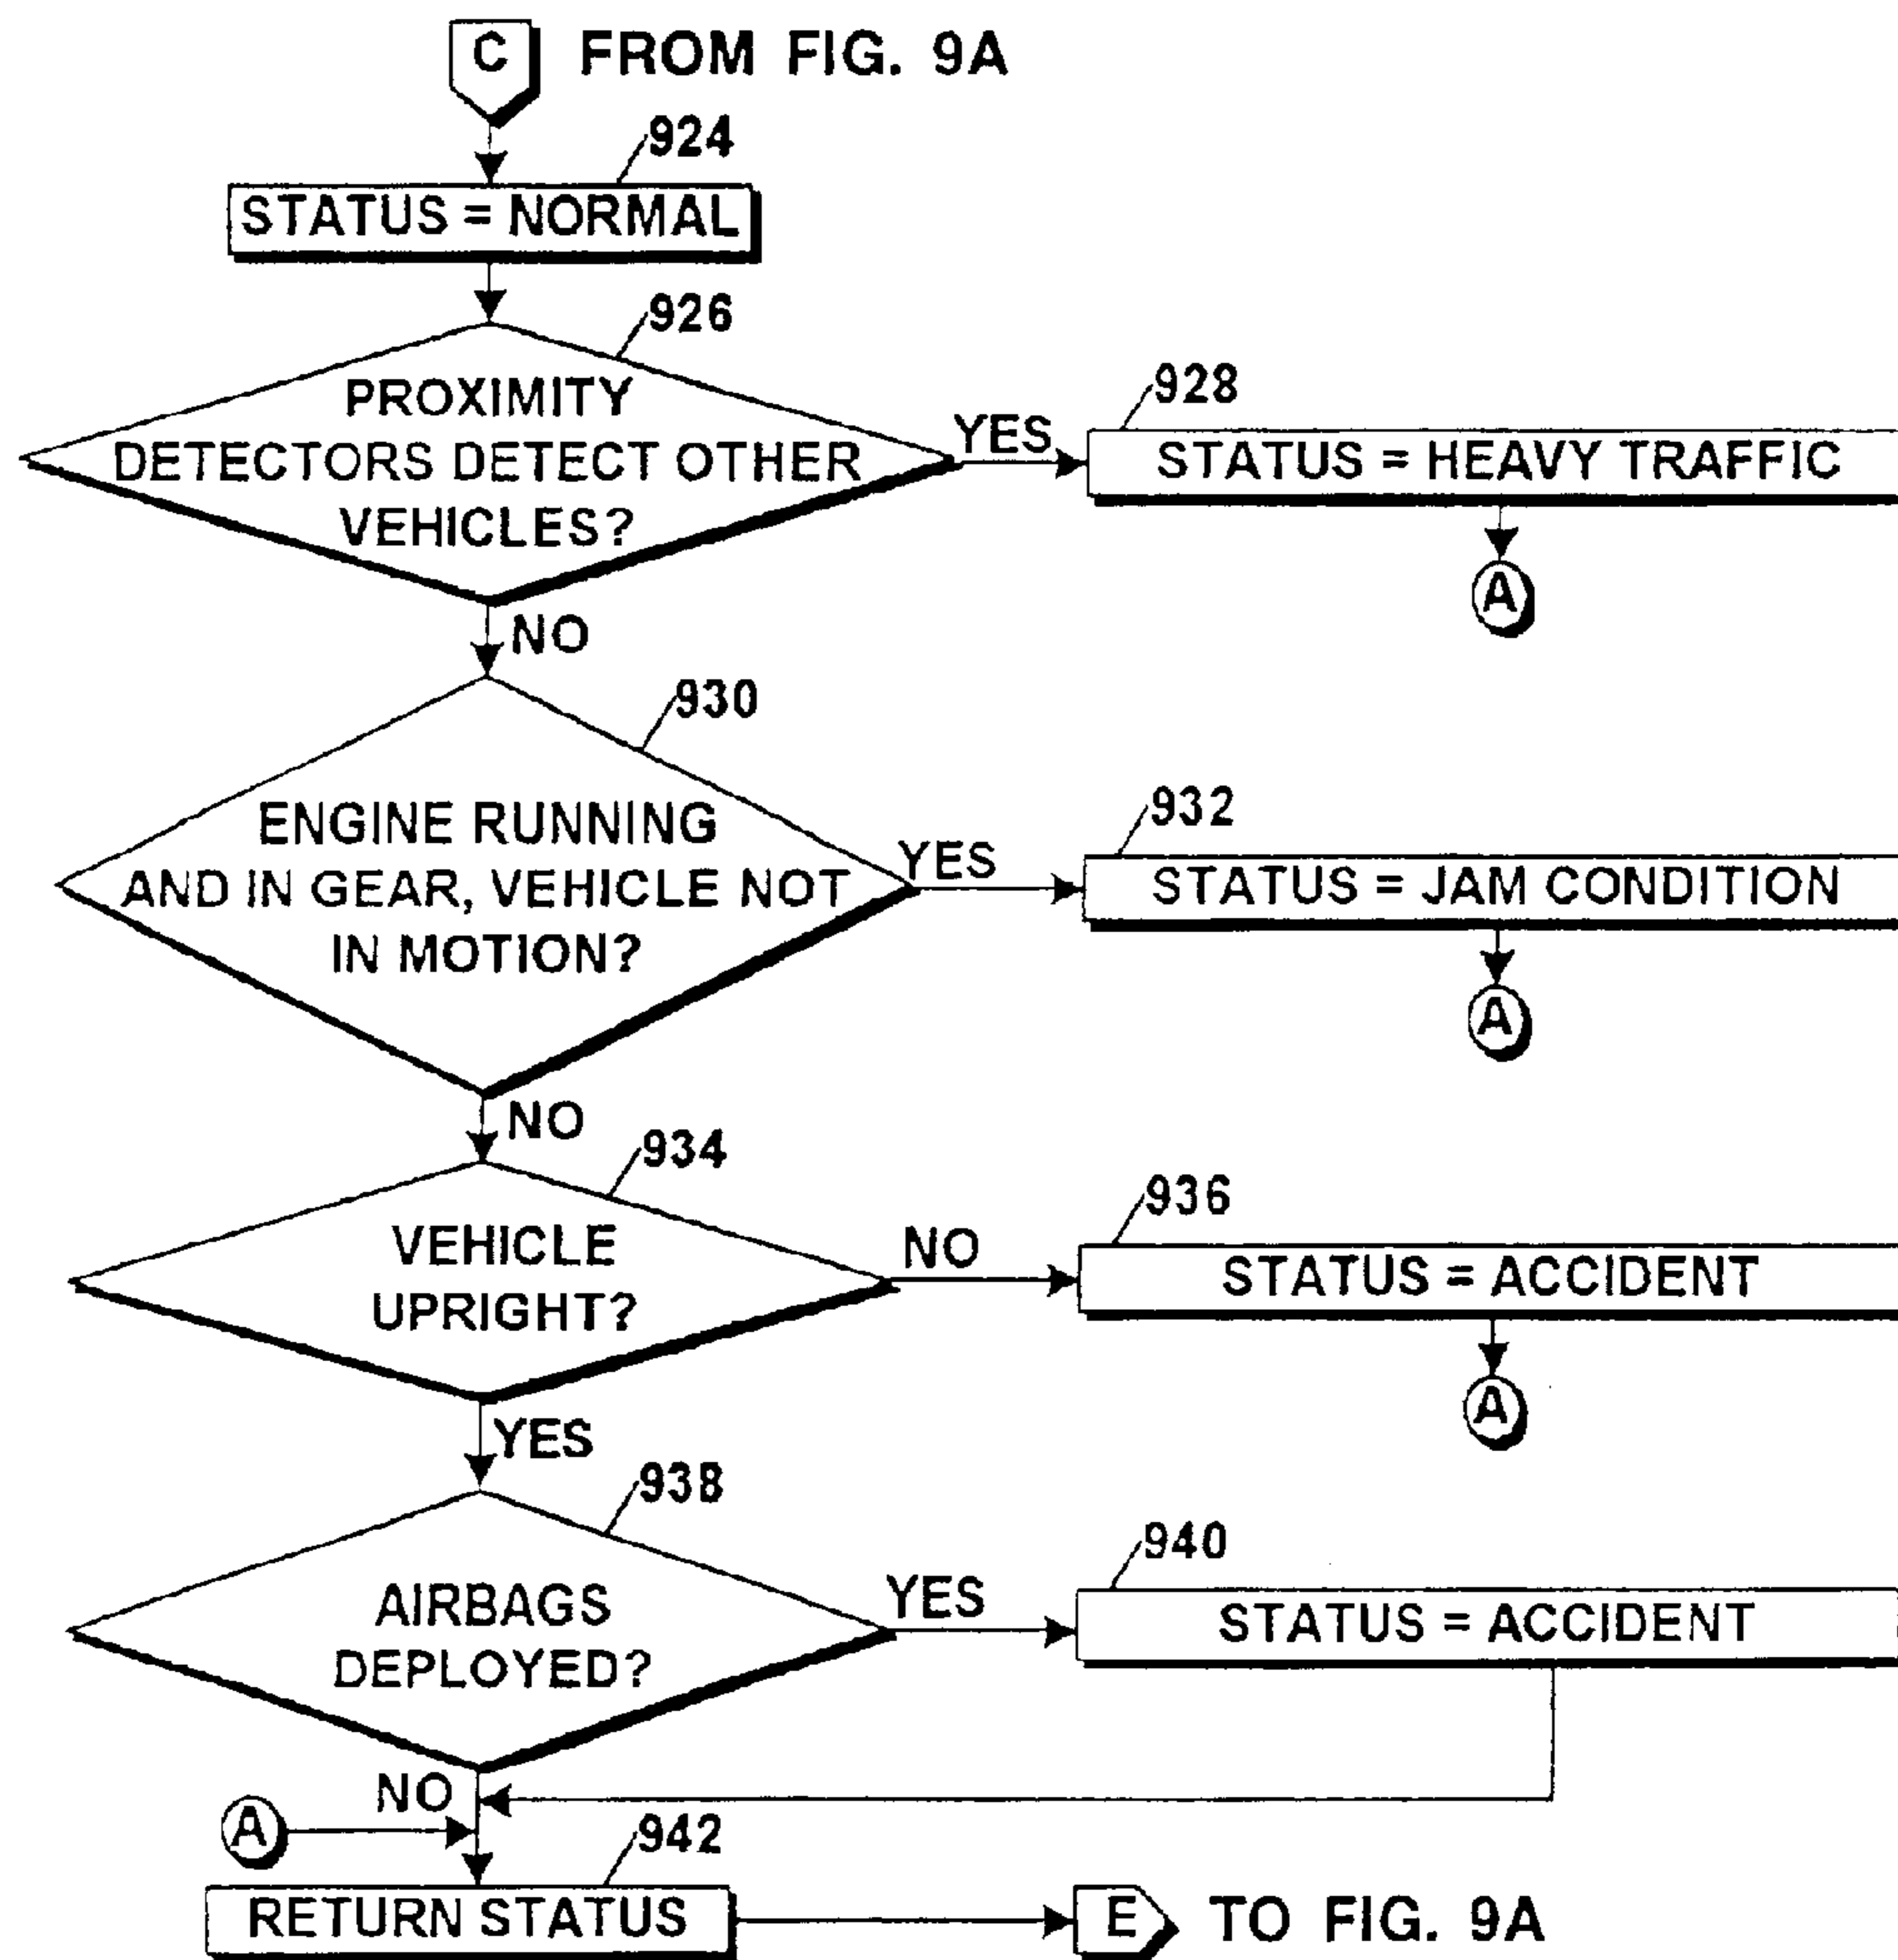 C FROM FIG. 9A
924
STATUS = NORMAL
926
PROXIMITY
DETECTORS DETECT OTHER
VEHICLES?
YES
928
STATUS = HEAVY TRAFFIC
A
NO
930
ENGINE RUNNING
AND IN GEAR, VEHICLE NOT
IN MOTION?
YES
932
STATUS = JAM CONDITION
A
NO
934
VEHICLE
UPRIGHT?
NO
936
STATUS = ACCIDENT
A
YES
938
AIRBAGS
DEPLOYED?
YES
940
STATUS = ACCIDENT
NO
A
942
RETURN STATUS
E TO FIG. 9A